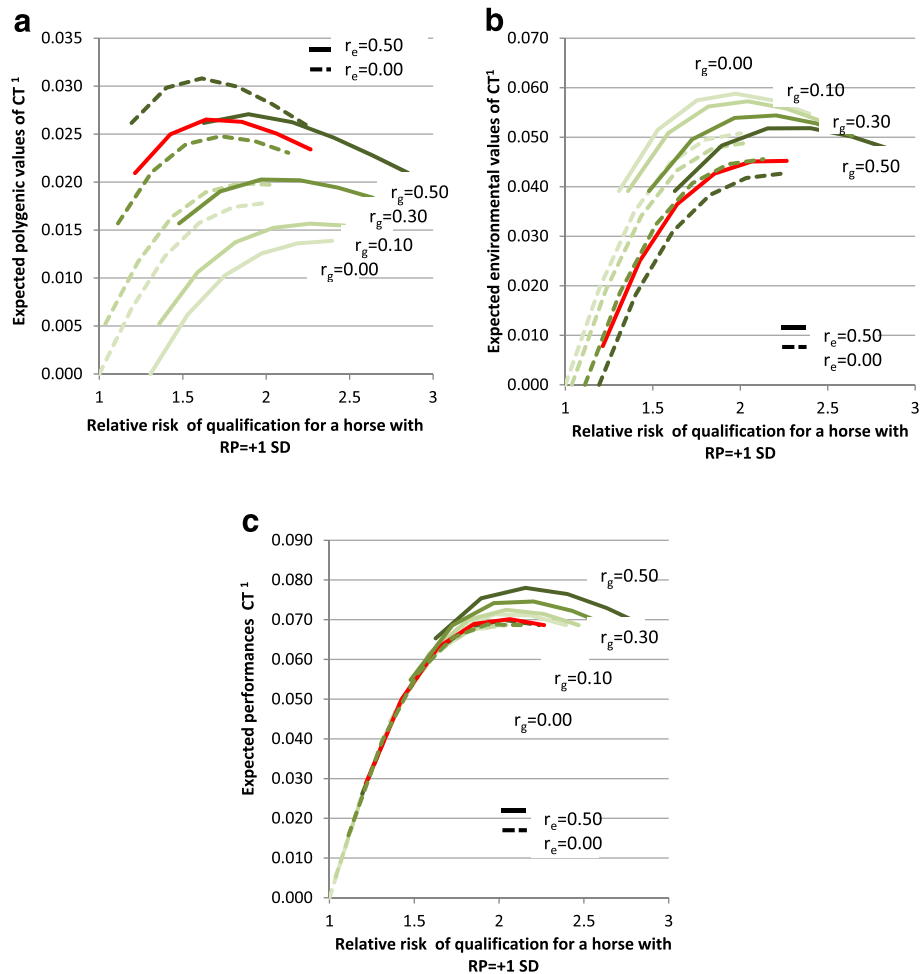 a
Expected polygenic values of CT ¹
0.035
0.030
0.025
0.020
0.015
0.010
0.005
0.000
re=0.50
re=0.00
rg=0.50
rg=0.30
rg=0.10
rg=0.00
1 1.5 2 2.5 3
Relative risk of qualification for a horse with
RP=+1 SD
b
Expected environmental values of CT¹
0.070
0.060
0.050
0.040
0.030
0.020
0.010
0.000
rg=0.00
rg=0.10
rg=0.30
rg=0.50
re=0.50
re=0.00
1 1.5 2 2.5 3
Relative risk of qualification for a horse with
RP=+1 SD
c
Expected performances CT ¹
0.090
0.080
0.070
0.060
0.050
0.040
0.030
0.020
0.010
0.000
rg=0.50
rg=0.30
rg=0.10
rg=0.00
re=0.50
re=0.00
1 1.5 2 2.5 3
Relative risk of qualification for a horse with
RP=+1 SD